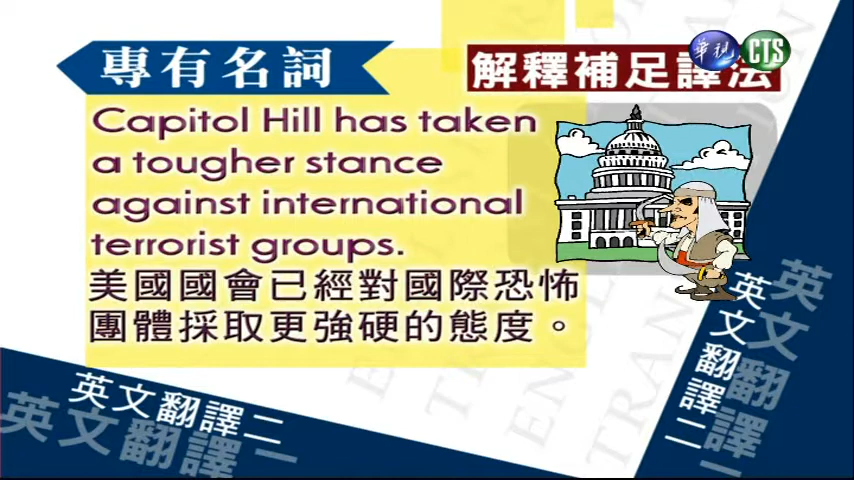 專有名詞
解釋補足譯法
華視 CTS
Capitol Hill has taken
a tougher stance
against international
terrorist groups.
美國國會已經對國際恐怖
團體採取更強硬的態度。
英文翻譯二
英文翻譯二
英文翻譯二
英文翻譯二